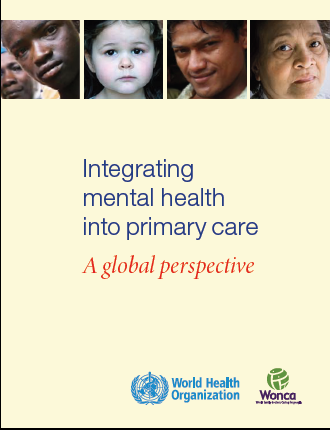 Integrating
mental health
into primary care
A global perspective
World Health
Organization
Wonca